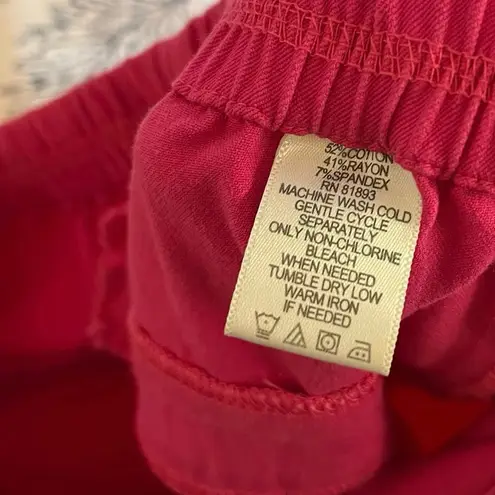 52%COTTON
41%RAYON
7%SPANDEX
RN 81893
MACHINE WASH COLD
GENTLE CYCLE
SEPARATELY
ONLY NON-CHLORINE
BLEACH
WHEN NEEDED
TUMBLE DRY LOW
WARM IRON
IF NEEDED